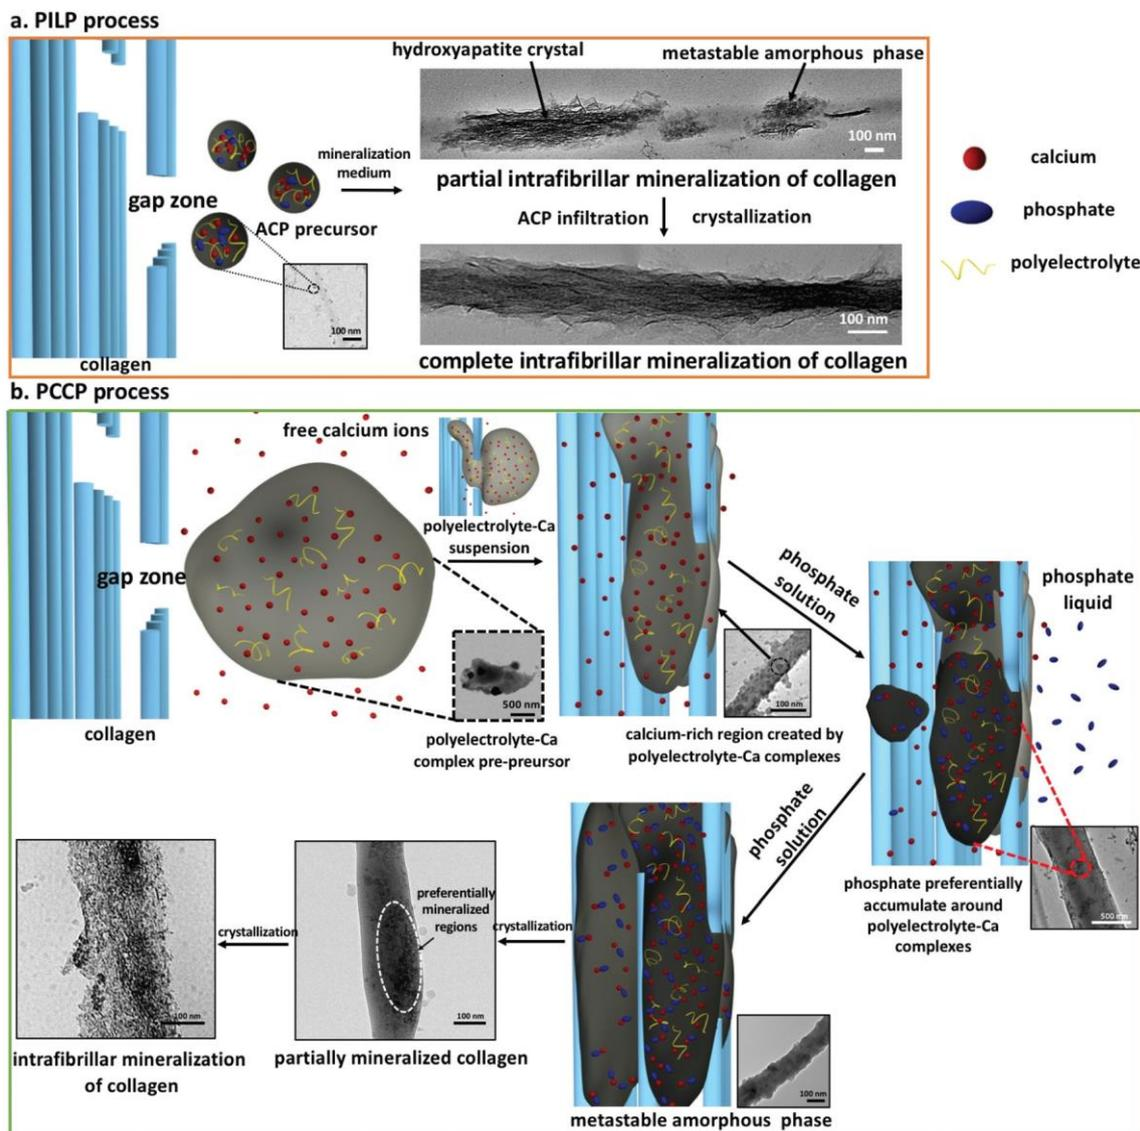 a. PILP process
hydroxyapatite crystal
metastable amorphous phase
100 nm
mineralization
medium
partial intrafibrillar mineralization of collagen
gap zone
ACP precursor
ACP infiltration
crystallization
100 nm
100 nm
collagen
complete intrafibrillar mineralization of collagen
calcium
phosphate
polyelectrolyte
b. PCCP process
free calcium ions
polyelectrolyte-Ca
suspension
gap zone
500 nm
collagen
polyelectrolyte-Ca
complex pre-preursor
100 nm
calcium-rich region created by
polyelectrolyte-Ca complexes
phosphate
solution
phosphate
liquid
500 nm
phosphate preferentially
accumulate around
polyelectrolyte-Ca
complexes
phosphate
solution
100 nm
metastable amorphous phase
crystallization
preferentially
mineralized
regions
100 nm
partially mineralized collagen
crystallization
100 nm
intrafibrillar mineralization
of collagen